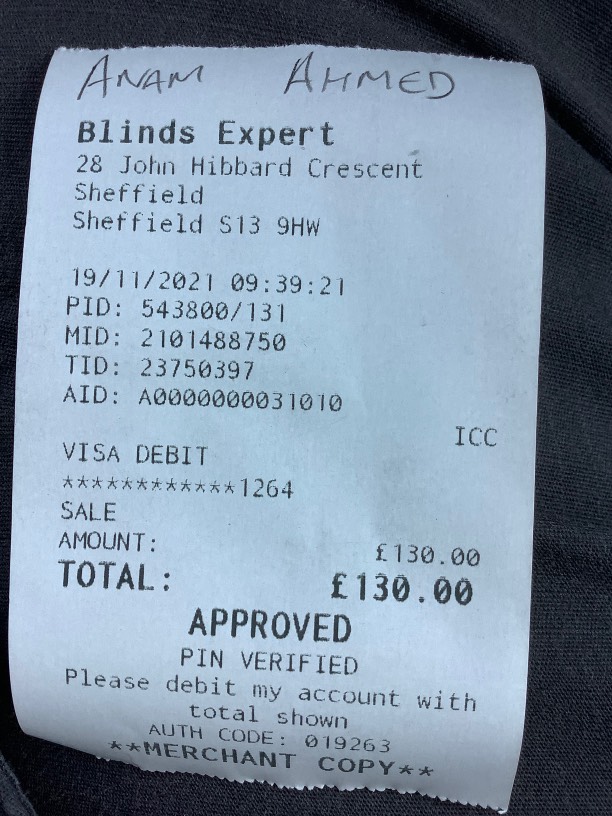 ANAM AHMED
Blinds Expert
28 John Hibbard Crescent
Sheffield
Sheffield S13 9HW
19/11/2021 09:39:21
PID: 543800/131
MID: 2101488750
TID: 23750397
AID: A0000000031010
ICC
VISA DEBIT
************1264
SALE
AMOUNT: £130.00
TOTAL: £130.00
APPROVED
PIN VERIFIED
Please debit my account with
total shown
AUTH CODE: 019263
**MERCHANT COPY**